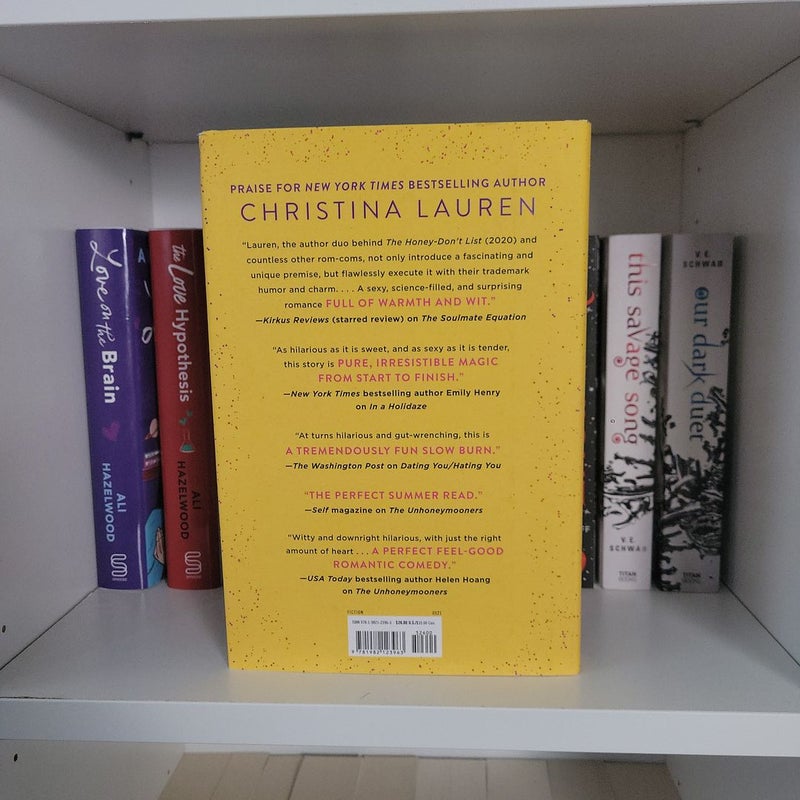 PRAISE FOR NEW YORK TIMES BESTSELLING AUTHOR
CHRISTINA LAUREN
"Lauren, the author duo behind The Honey-Don't List (2020) and
countless other rom-coms, not only introduce a fascinating and
unique premise, but flawlessly execute it with their trademark
humor and charm. . . . A sexy, science-filled, and surprising
romance FULL OF WARMTH AND WIT."
—Kirkus Reviews (starred review) on The Soulmate Equation
"As hilarious as it is sweet, and as sexy as it is tender,
this story is PURE, IRRESISTIBLE MAGIC
FROM START TO FINISH."
—New York Times bestselling author Emily Henry
on In a Holidaze
"At turns hilarious and gut-wrenching, this is
A TREMENDOUSLY FUN SLOW BURN."
—The Washington Post on Dating You/Hating You
"THE PERFECT SUMMER READ."
—Self magazine on The Unhoneymooners
"Witty and downright hilarious, with just the right
amount of heart . . . A PERFECT FEEL-GOOD
ROMANTIC COMEDY."
—USA Today bestselling author Helen Hoang
on The Unhoneymooners
FICTION
0521
52600
9 781982 123963
Love on the Brain
ALI
HAZELWOOD
the Love Hypothesis
ALI
HAZELWOOD
this savage song
V. E.
SCHWAB
TITAN
BOOKS
V. E.
SCHWAB
our dark duet
TITAN
BOOKS